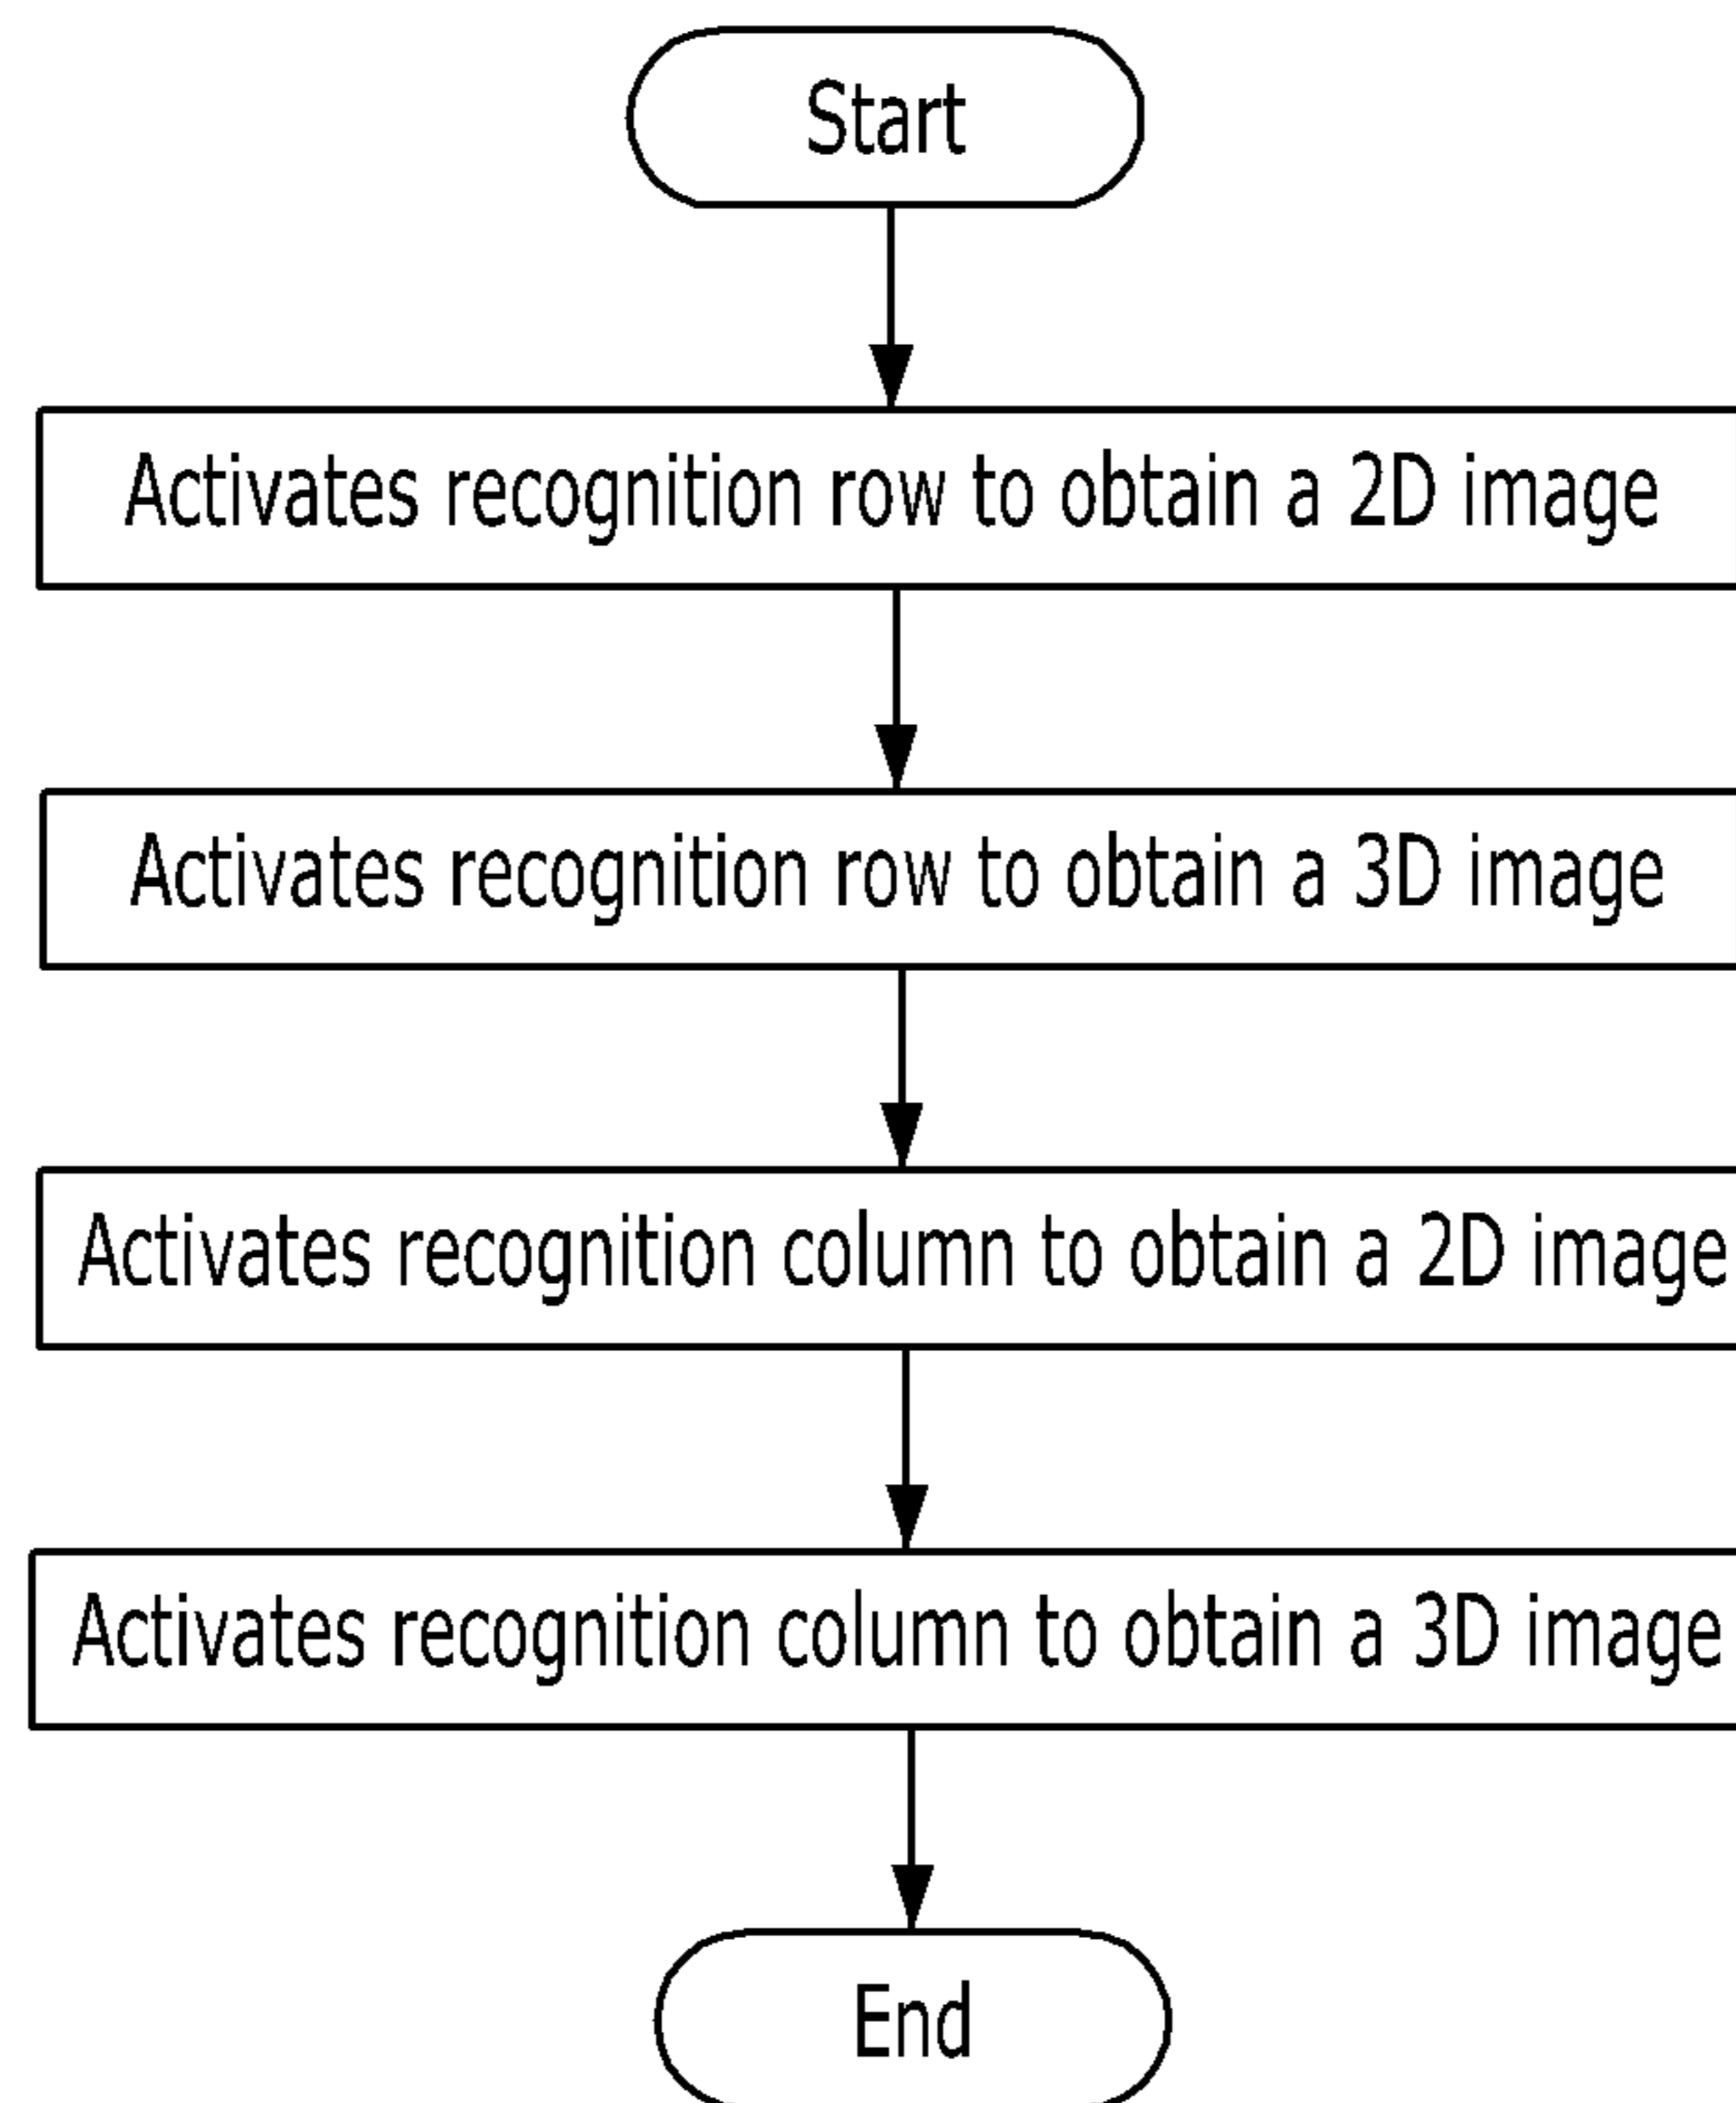 Start
Activates recognition row to obtain a 2D image
Activates recognition row to obtain a 3D image
Activates recognition column to obtain a 2D image
Activates recognition column to obtain a 3D image
End